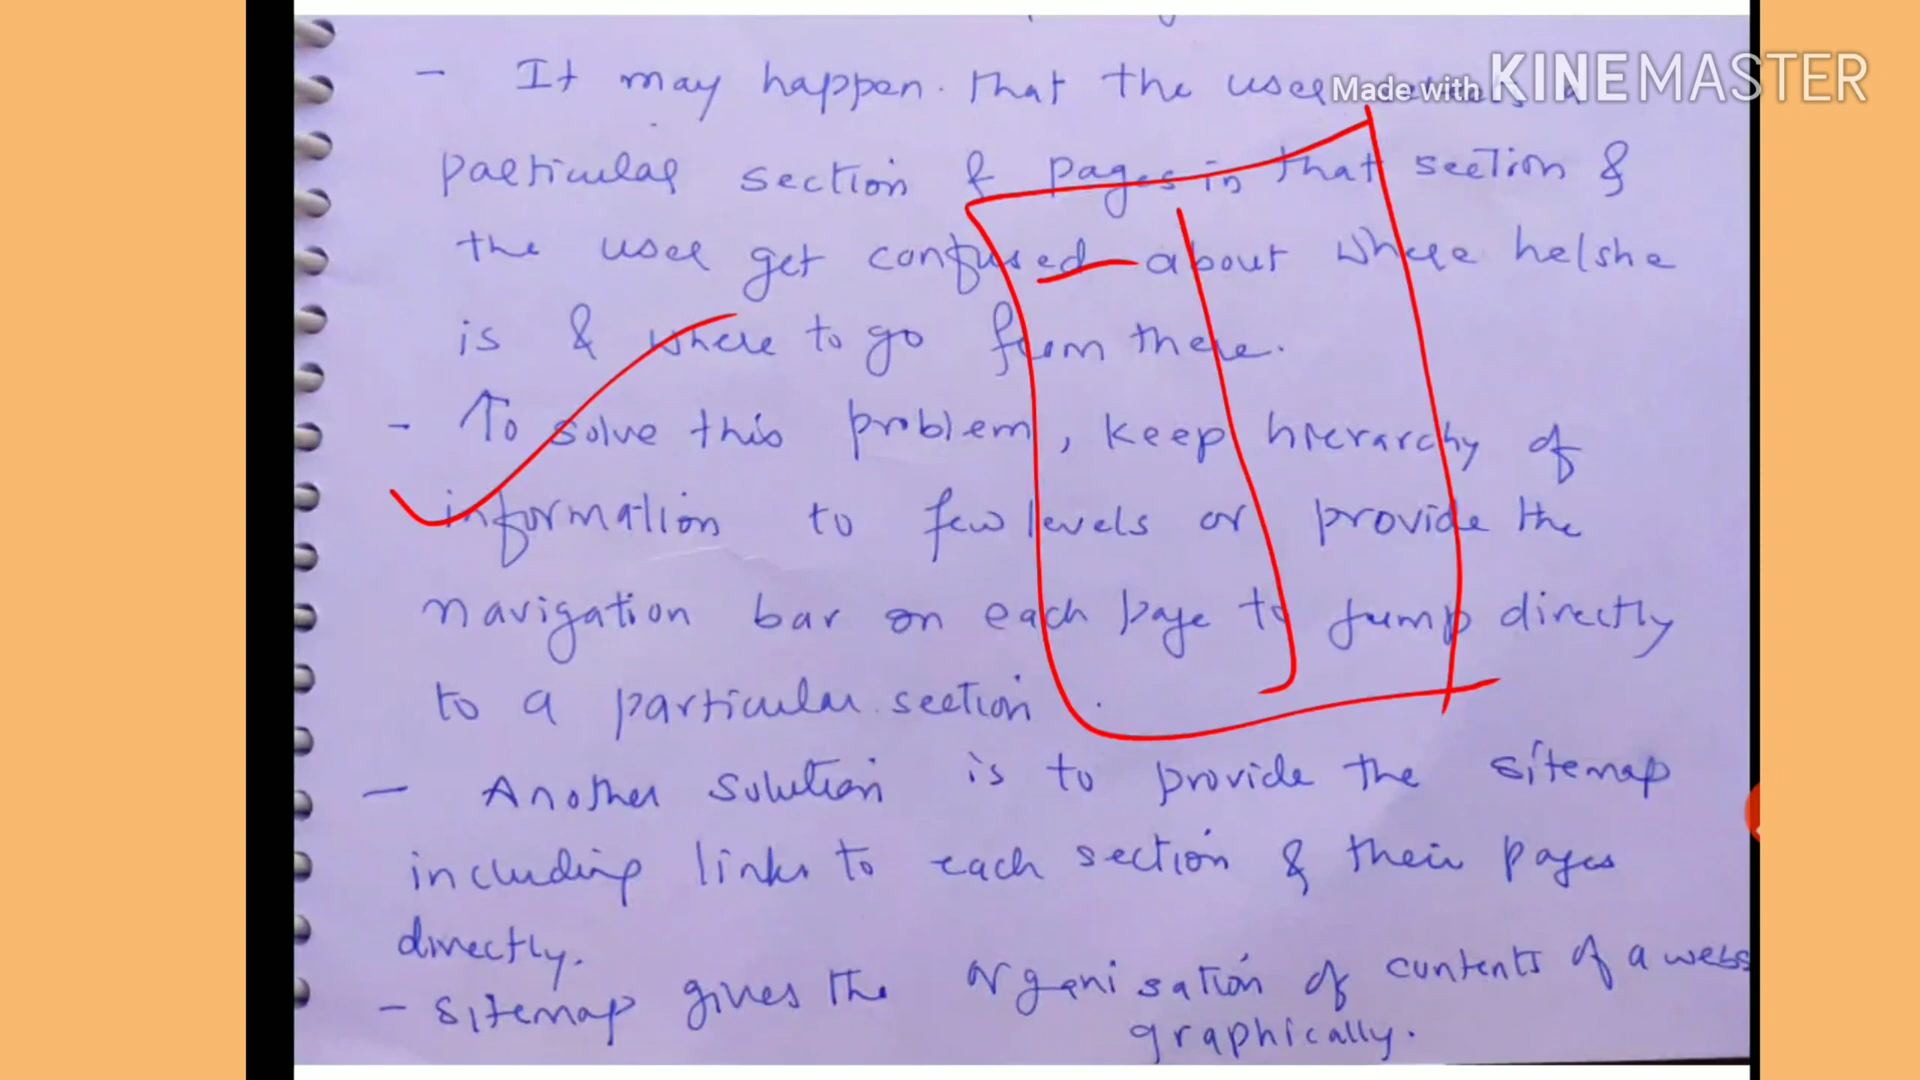 - It may happen. that the user
Made with KINEMASTER
particular section & pages in that section &
the user get confused about where he/she
is & where to go from there.
- To solve this problem, keep hierarchy of
information to few levels or provide the
navigation bar on each page to jump directly
to a particular section.
- Another solution is to provide the sitemap
including links to each section & their pages
directly.
- sitemap gives the organisation of contents of a webs
graphically.